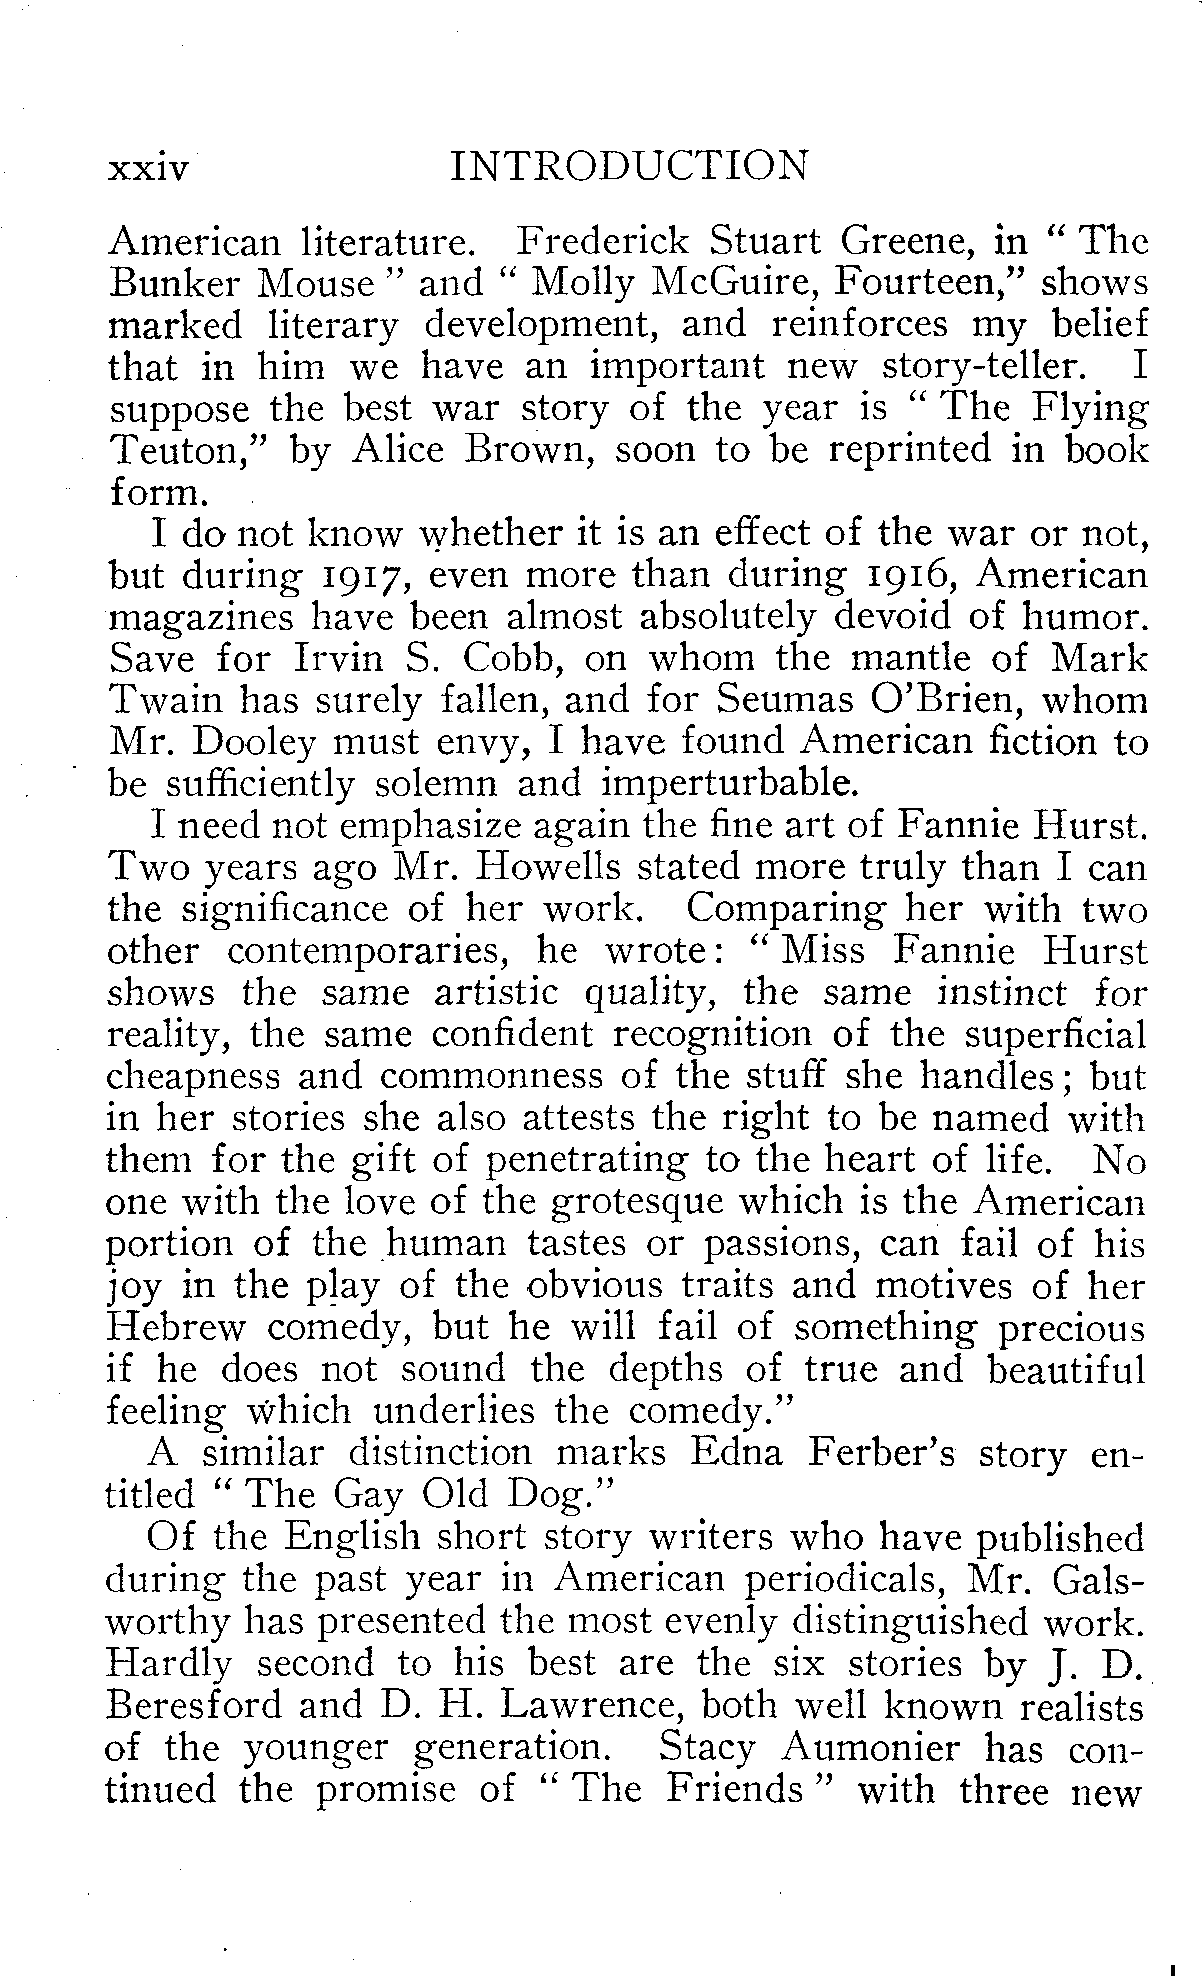 xxiv INTRODUCTION
American literature. Frederick Stuart Greene, in “ The
Bunker Mouse ” and “ Molly McGuire, Fourteen,” shows
marked literary development, and reinforces my belief
that in him we have an important new story-teller. I
suppose the best war story of the year is “ The Flying
Teuton,” by Alice Brown, soon to be reprinted in book
form.
I do not know whether it is an effect of the war or not,
but during 1917, even more than during 1916, American
magazines have been almost absolutely devoid of humor.
Save for Irvin S. Cobb, on whom the mantle of Mark
Twain has surely fallen, and for Seumas O’Brien, whom
Mr. Dooley must envy, I have found American fiction to
be sufficiently solemn and imperturbable.
I need not emphasize again the fine art of Fannie Hurst.
Two years ago Mr. Howells stated more truly than I can
the significance of her work. Comparing her with two
other contemporaries, he wrote: “ Miss Fannie Hurst
shows the same artistic quality, the same instinct for
reality, the same confident recognition of the superficial
cheapness and commonness of the stuff she handles; but
in her stories she also attests the right to be named with
them for the gift of penetrating to the heart of life. No
one with the love of the grotesque which is the American
portion of the human tastes or passions, can fail of his
joy in the play of the obvious traits and motives of her
Hebrew comedy, but he will fail of something precious
if he does not sound the depths of true and beautiful
feeling which underlies the comedy.”
A similar distinction marks Edna Ferber’s story en-
titled “ The Gay Old Dog.”
Of the English short story writers who have published
during the past year in American periodicals, Mr. Gals-
worthy has presented the most evenly distinguished work.
Hardly second to his best are the six stories by J. D.
Beresford and D. H. Lawrence, both well known realists
of the younger generation. Stacy Aumonier has con-
tinued the promise of “ The Friends ” with three new